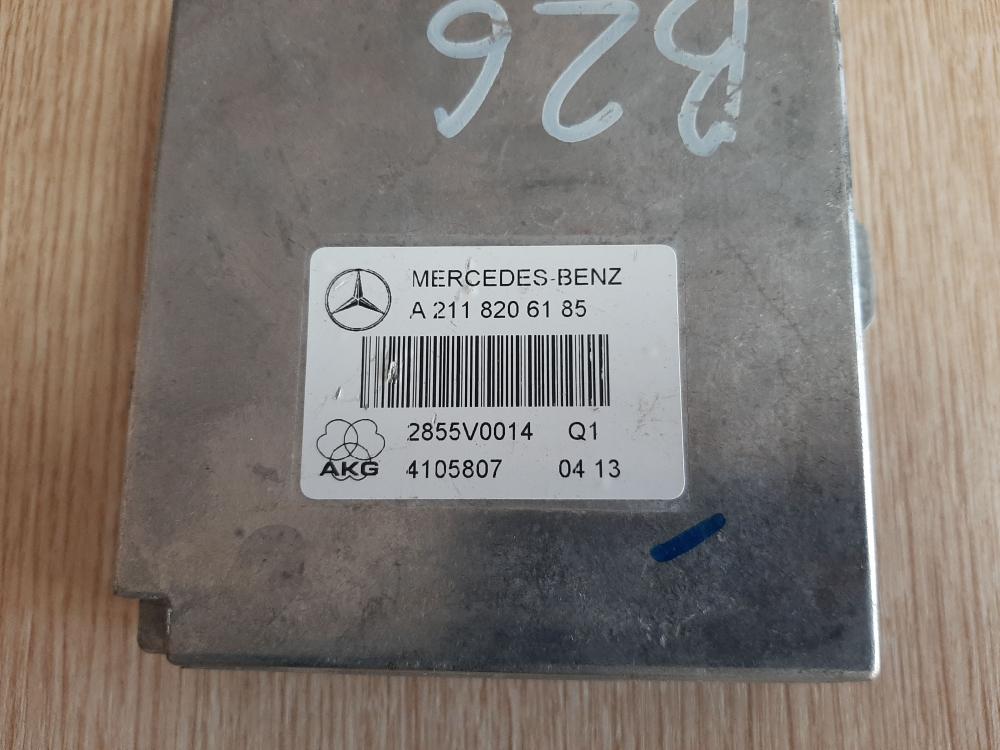 B26
MERCEDES-BENZ
A 211 820 61 85
2855V0014 Q1
AKG 4105807 04 13